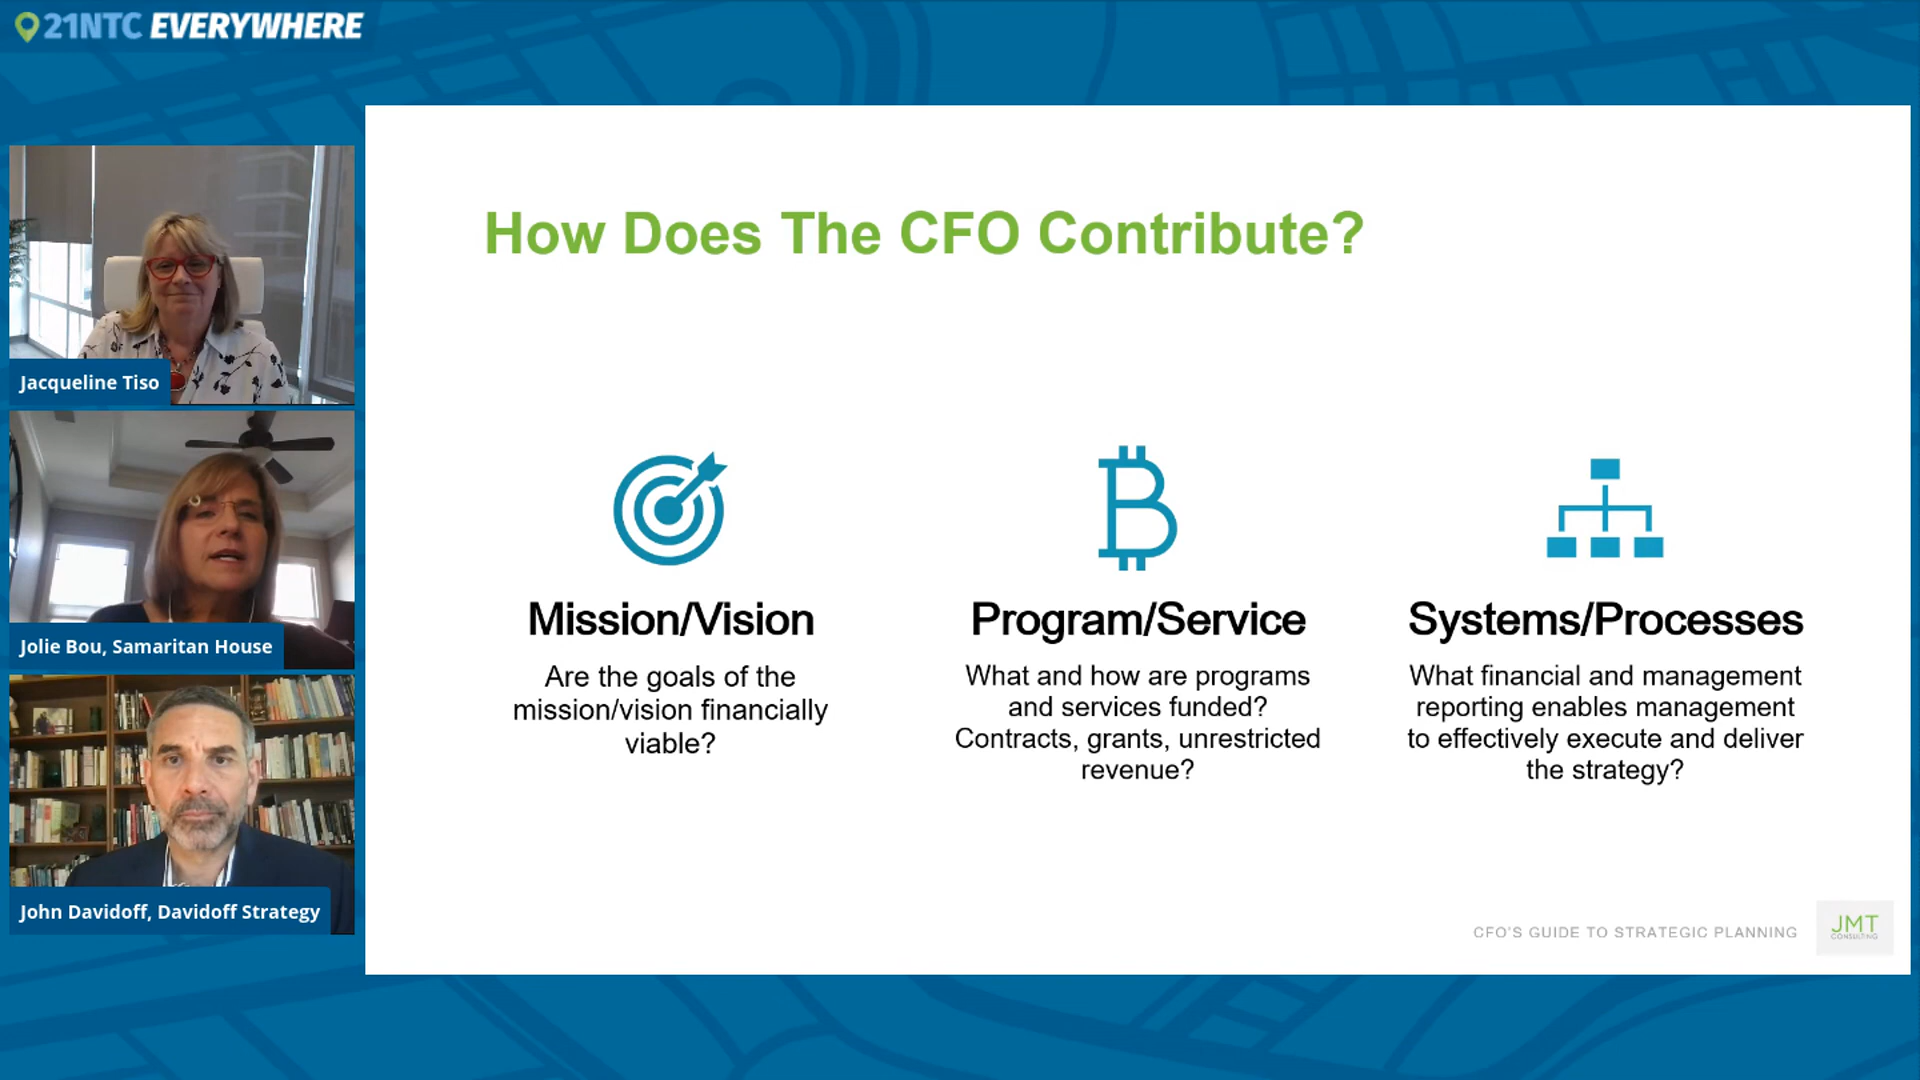 21NTC EVERYWHERE
Jacqueline Tiso
Jolie Bou, Samaritan House
John Davidoff, Davidoff Strategy
How Does The CFO Contribute?
Mission/Vision
Are the goals of the
mission/vision financially
viable?
Program/Service
What and how are programs
and services funded?
Contracts, grants, unrestricted
revenue?
Systems/Processes
What financial and management
reporting enables management
to effectively execute and deliver
the strategy?
CFO'S GUIDE TO STRATEGIC PLANNING
JMT
CONSULTING